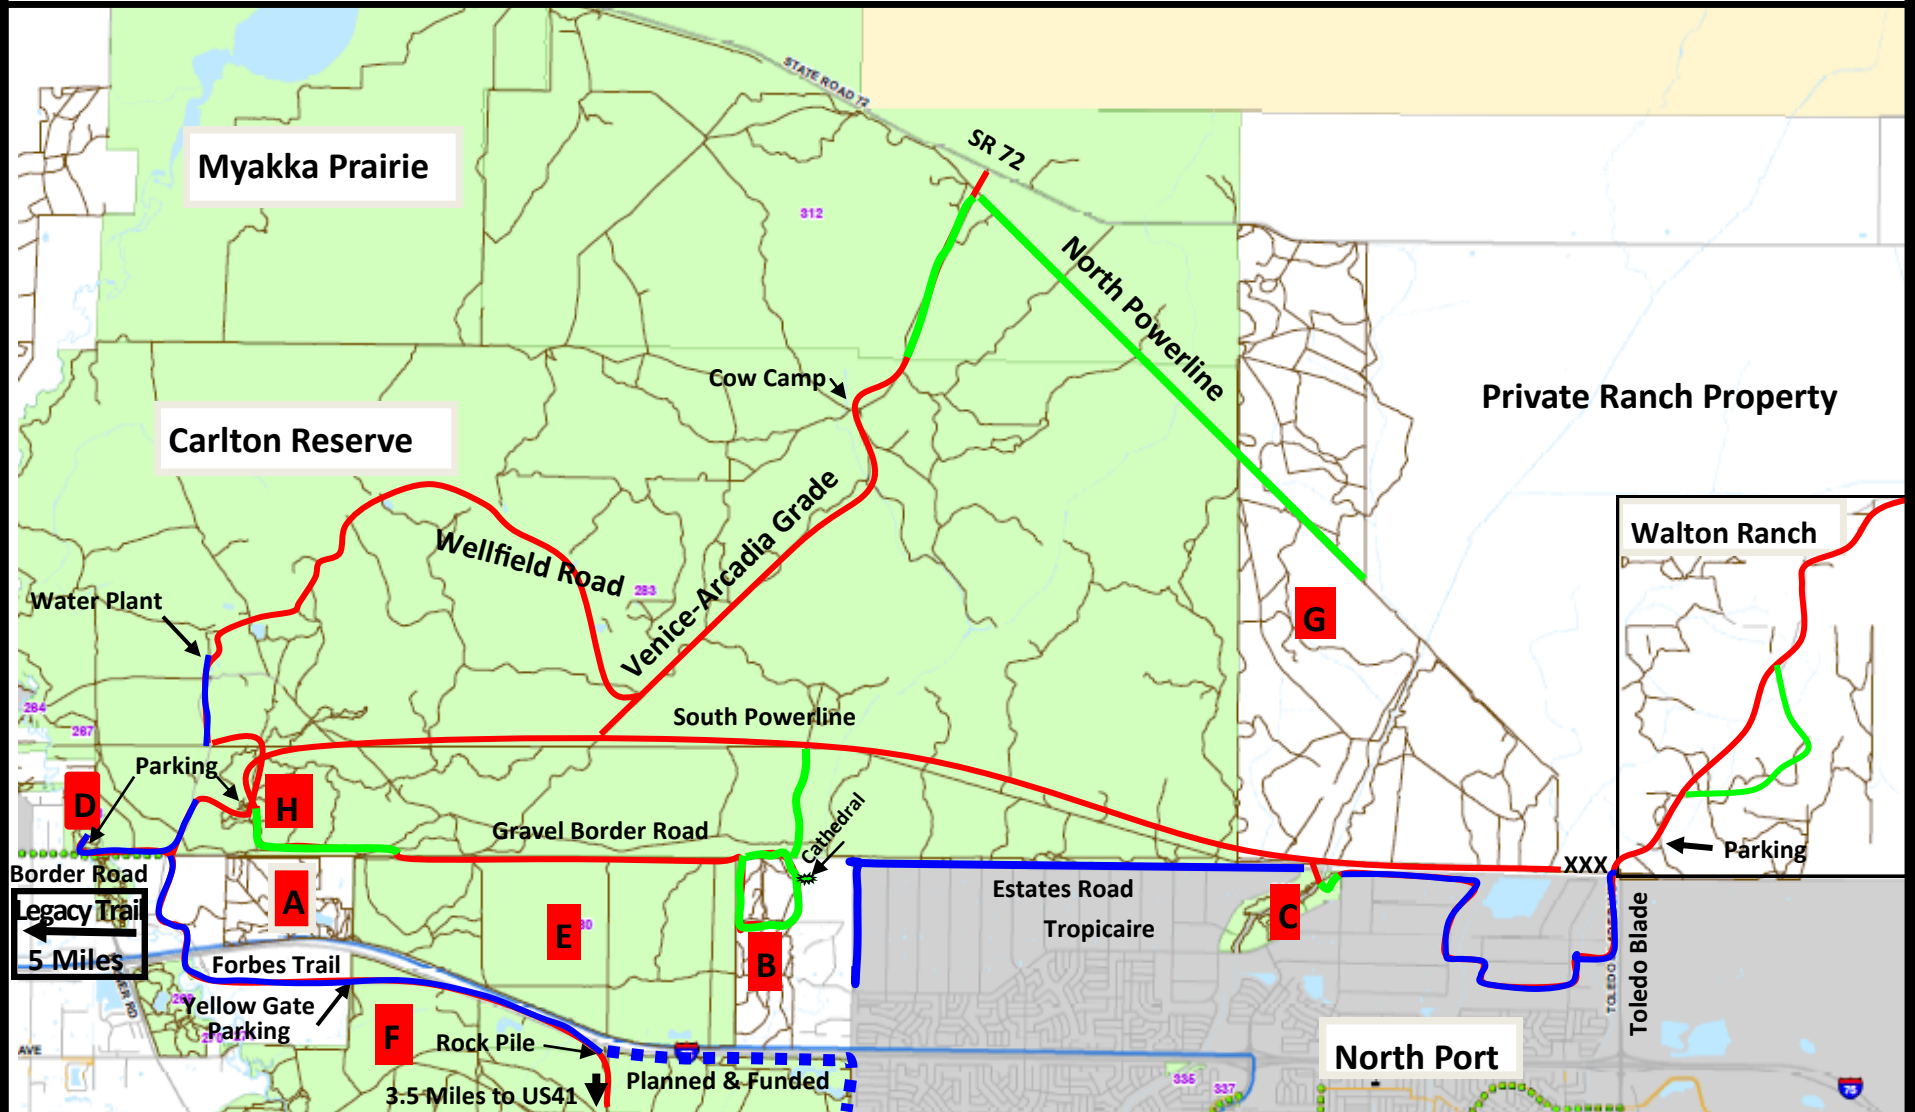 STATE ROAD 72
SR 72
Myakka Prairie
312
North Powerline
Cow Camp
Private Ranch Property
Carlton Reserve
Venice-Arcadia Grade
Walton Ranch
Wellfield Road
283
Water Plant
G
284
287
South Powerline
Parking
D
H
Gravel Border Road
Cathedral
XXX
Parking
Border Road
Estates Road
A
Legacy Trail
E
C
Tropicaire
Toledo Blade
5 Miles
Forbes Trail
B
Yellow Gate
Parking
F
Rock Pile
North Port
AVE
Planned & Funded
335
337
3.5 Miles to US41
75